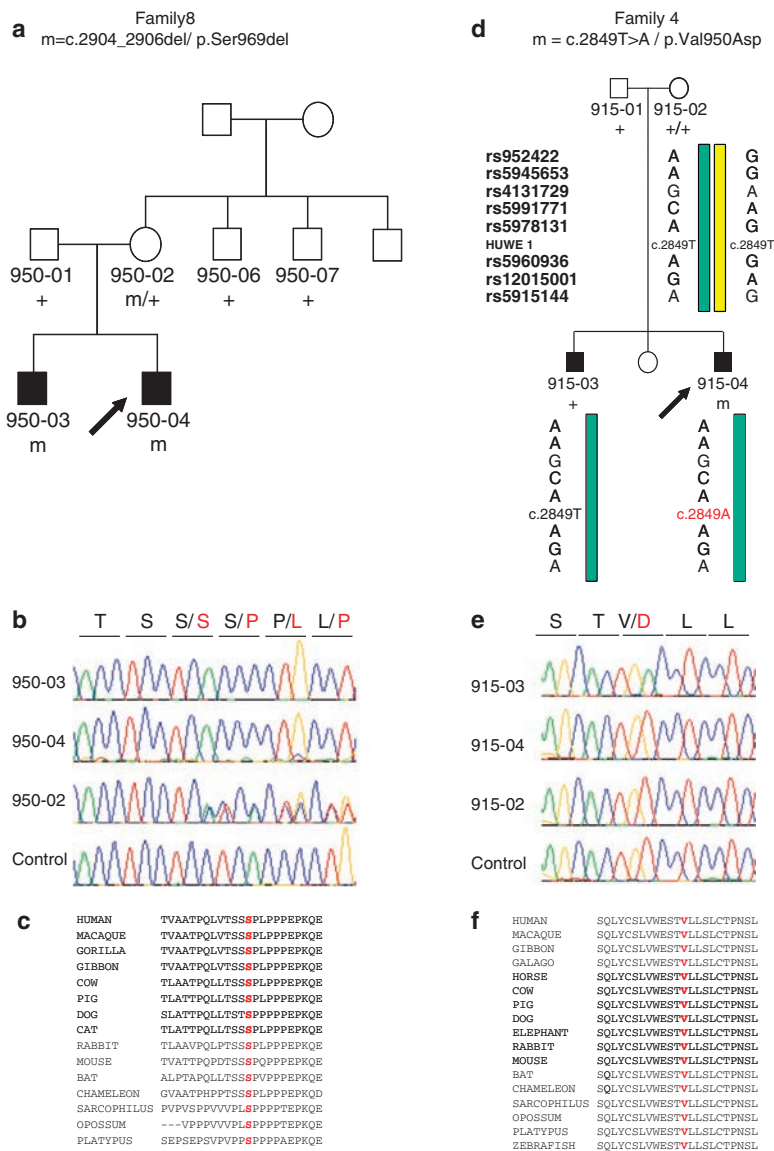 a
Family8
m=c.2904_2906del/ p.Ser969del
950-01
+
950-02
m/+
950-06
+
950-07
+
950-03
m
950-04
m
b
T S S/S S/P P/L L/P
950-03
950-04
950-02
Control
c
HUMAN TVAATPQLVTSSSPLPPPEPKQE
MACAQUE TVAATPQLVTSSSPLPPPEPKQE
GORILLA TVAATPQLVTSSSPLPPPEPKQE
GIBBON TVAATPQLVTSSSPLPPPEPKQE
COW TLAATPQLLTSSSPLPPPEPKQE
PIG TLATTPQLLTSSSPLPPPEPKQE
DOG SLATTPQLLTSTSPLPPPEPKQE
CAT TLATTPQLLTSSSPLPPPEPKQE
RABBIT TLAAVPQLPTSSSPLPPPEPKQE
MOUSE TVATTPQPDTSSSPQPPPEPKQE
BAT ALPTAPQLLTSSSPVPPPEPKQE
CHAMELEON GVAATPHPPTSSSPLPPPEPKQD
SARCOPHILUS PVPVSPPVVVPLSPPPPTEPKQE
OPOSSUM ---VPPPVVVPLSPPPPTEPKQE
PLATYPUS SEPSEPSVPVPPSPPPPAEPKQE
d
Family 4
m = c.2849T>A / p.Val950Asp
915-01
+
915-02
+/+
rs952422 A G
rs5945653 A G
rs4131729 G A
rs5991771 C A
rs5978131 A G
HUWE 1 c.2849T c.2849T
rs5960936 A G
rs12015001 G A
rs5915144 A G
915-03
+
915-04
m
A A
A A
G G
C C
A A
c.2849T c.2849A
A A
G G
A A
e
S T V/D L L
915-03
915-04
915-02
Control
f
HUMAN SQLYCSLVWESTVLLSLCTPNSL
MACAQUE SQLYCSLVWESTVLLSLCTPNSL
GIBBON SQLYCSLVWESTVLLSLCTPNSL
GALAGO SQLYCSLVWESTVLLSLCTPNSL
HORSE SQLYCSLVWESTVLLSLCTPNSL
COW SQLYCSLVWESTVLLSLCTPNSL
PIG SQLYCSLVWESTVLLSLCTPNSL
DOG SQLYCSLVWESTVLLSLCTPNSL
ELEPHANT SQLYCSLVWESTVLLSLCTPNSL
RABBIT SQLYCSLVWESTVLLSLCTPNSL
MOUSE SQLYCSLVWESTVLLSLCTPNSL
BAT SQLYCSLVWESTVLLSLCTPNSL
CHAMELEON SQLYCSLVWESTVLLSLCTPNSL
SARCOPHILUS SQLYCSLVWESTVLLSLCTPNSL
OPOSSUM SQLYCSLVWESTVLLSLCTPNSL
PLATYPUS SQLYCSLVWESTVLLSLCTPNSL
ZEBRAFISH SQLYCSLVWESTVLLSLCTPNSL